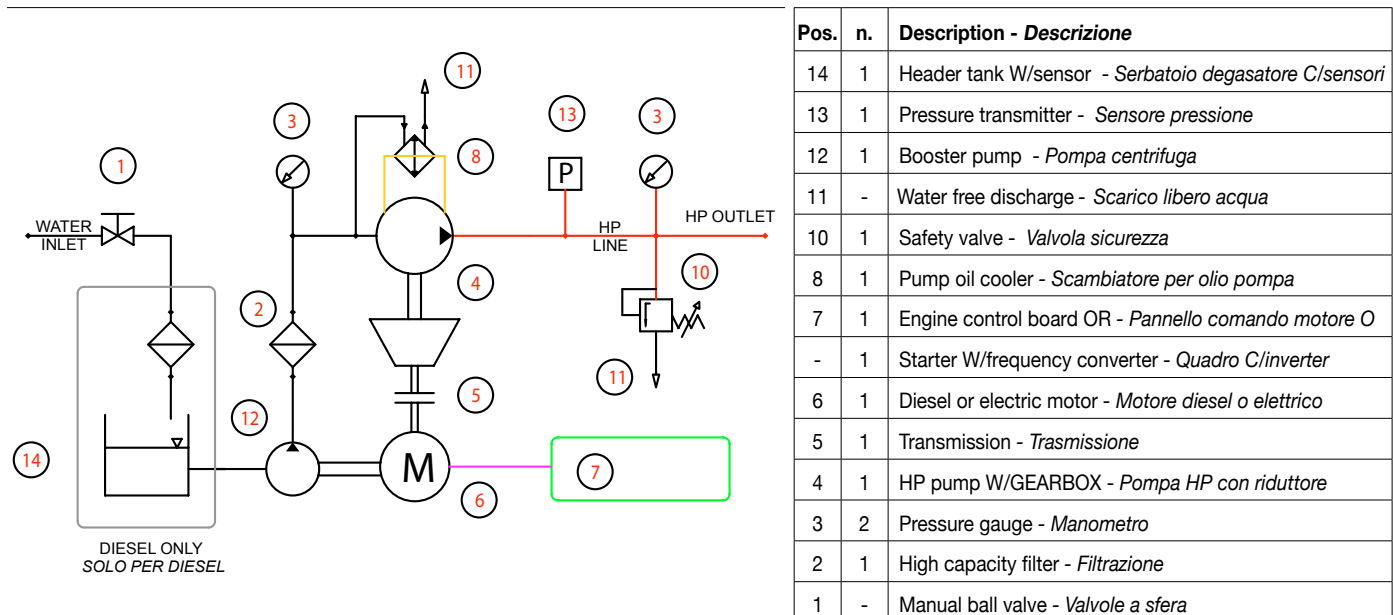 11
3
13
3
8
1
P
WATER
INLET
HP
LINE
HP OUTLET
10
4
2
11
5
12
14
M
7
6
DIESEL ONLY
SOLO PER DIESEL
Pos. n. Description - Descrizione
14 1 Header tank W/sensor - Serbatoio degasatore C/sensori
13 1 Pressure transmitter - Sensore pressione
12 1 Booster pump - Pompa centrifuga
11 - Water free discharge - Scarico libero acqua
10 1 Safety valve - Valvola sicurezza
8 1 Pump oil cooler - Scambiatore per olio pompa
7 1 Engine control board OR - Pannello comando motore O
- 1 Starter W/frequency converter - Quadro C/inverter
6 1 Diesel or electric motor - Motore diesel o elettrico
5 1 Transmission - Trasmissione
4 1 HP pump W/GEARBOX - Pompa HP con riduttore
3 2 Pressure gauge - Manometro
2 1 High capacity filter - Filtrazione
1 - Manual ball valve - Valvole a sfera